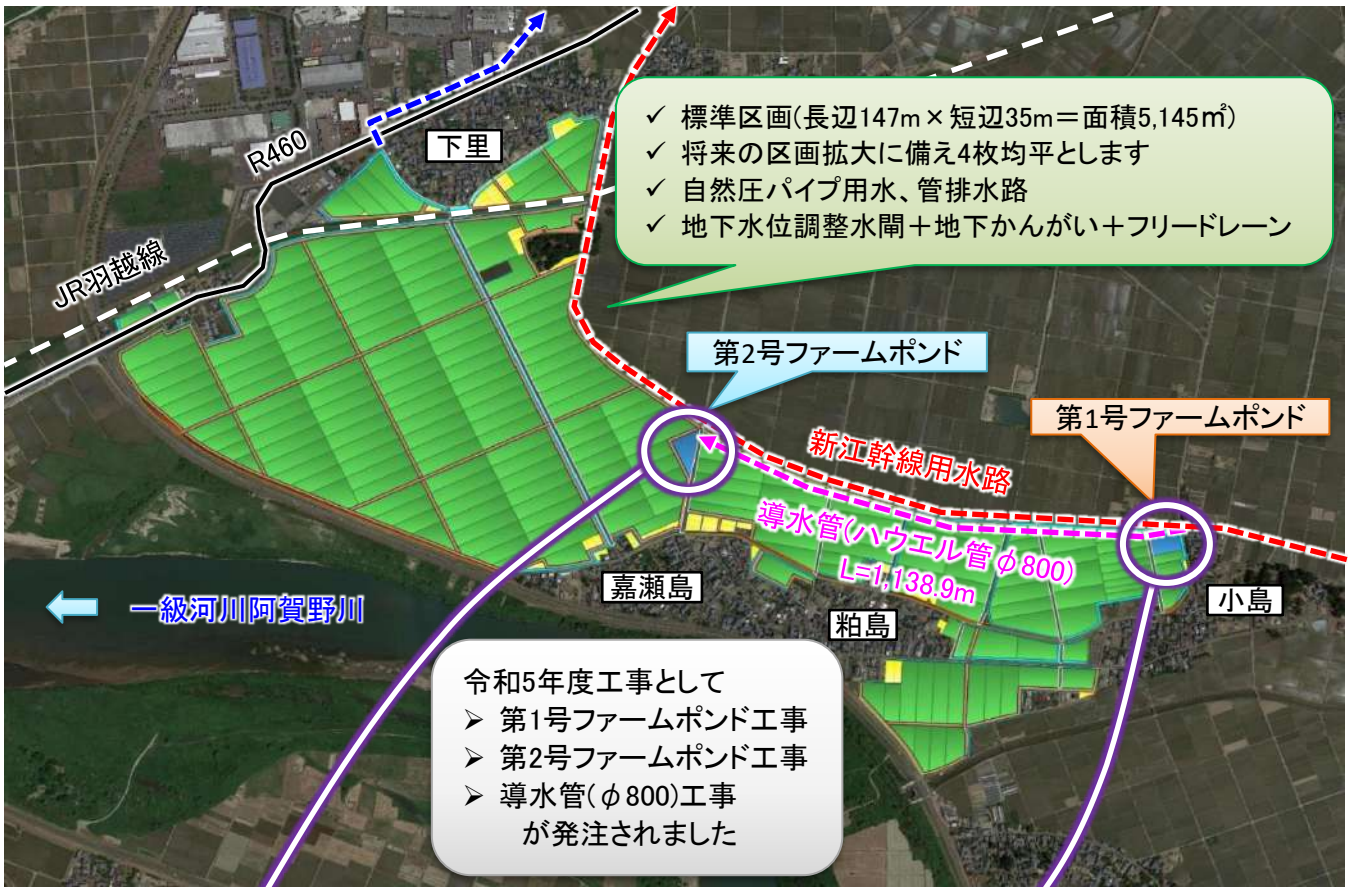 下里
R460
JR羽越線
✓ 標準区画(長辺147m×短辺35m＝面積5,145㎡)
✓ 将来の区画拡大に備え4枚均平とします
✓ 自然圧パイプ用水、管排水路
✓ 地下水位調整水閘＋地下かんがい＋フリードレーン
第2号ファームポンド
第1号ファームポンド
新江幹線用水路
導水管(ハウエル管φ800)
L=1,138.9m
嘉瀬島
粕島
小島
一級河川阿賀野川
令和5年度工事として
➢ 第1号ファームポンド工事
➢ 第2号ファームポンド工事
➢ 導水管(φ800)工事
が発注されました